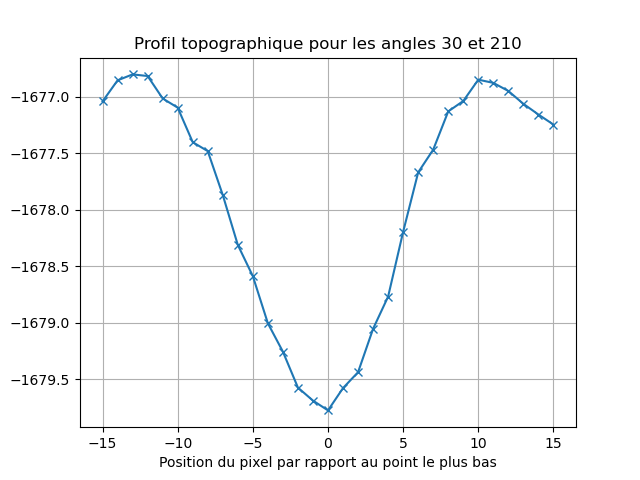 Profil topographique pour les angles 30 et 210
−1677.0
−1677.5
−1678.0
−1678.5
−1679.0
−1679.5
−15 −10 −5 0 5 10 15
Position du pixel par rapport au point le plus bas